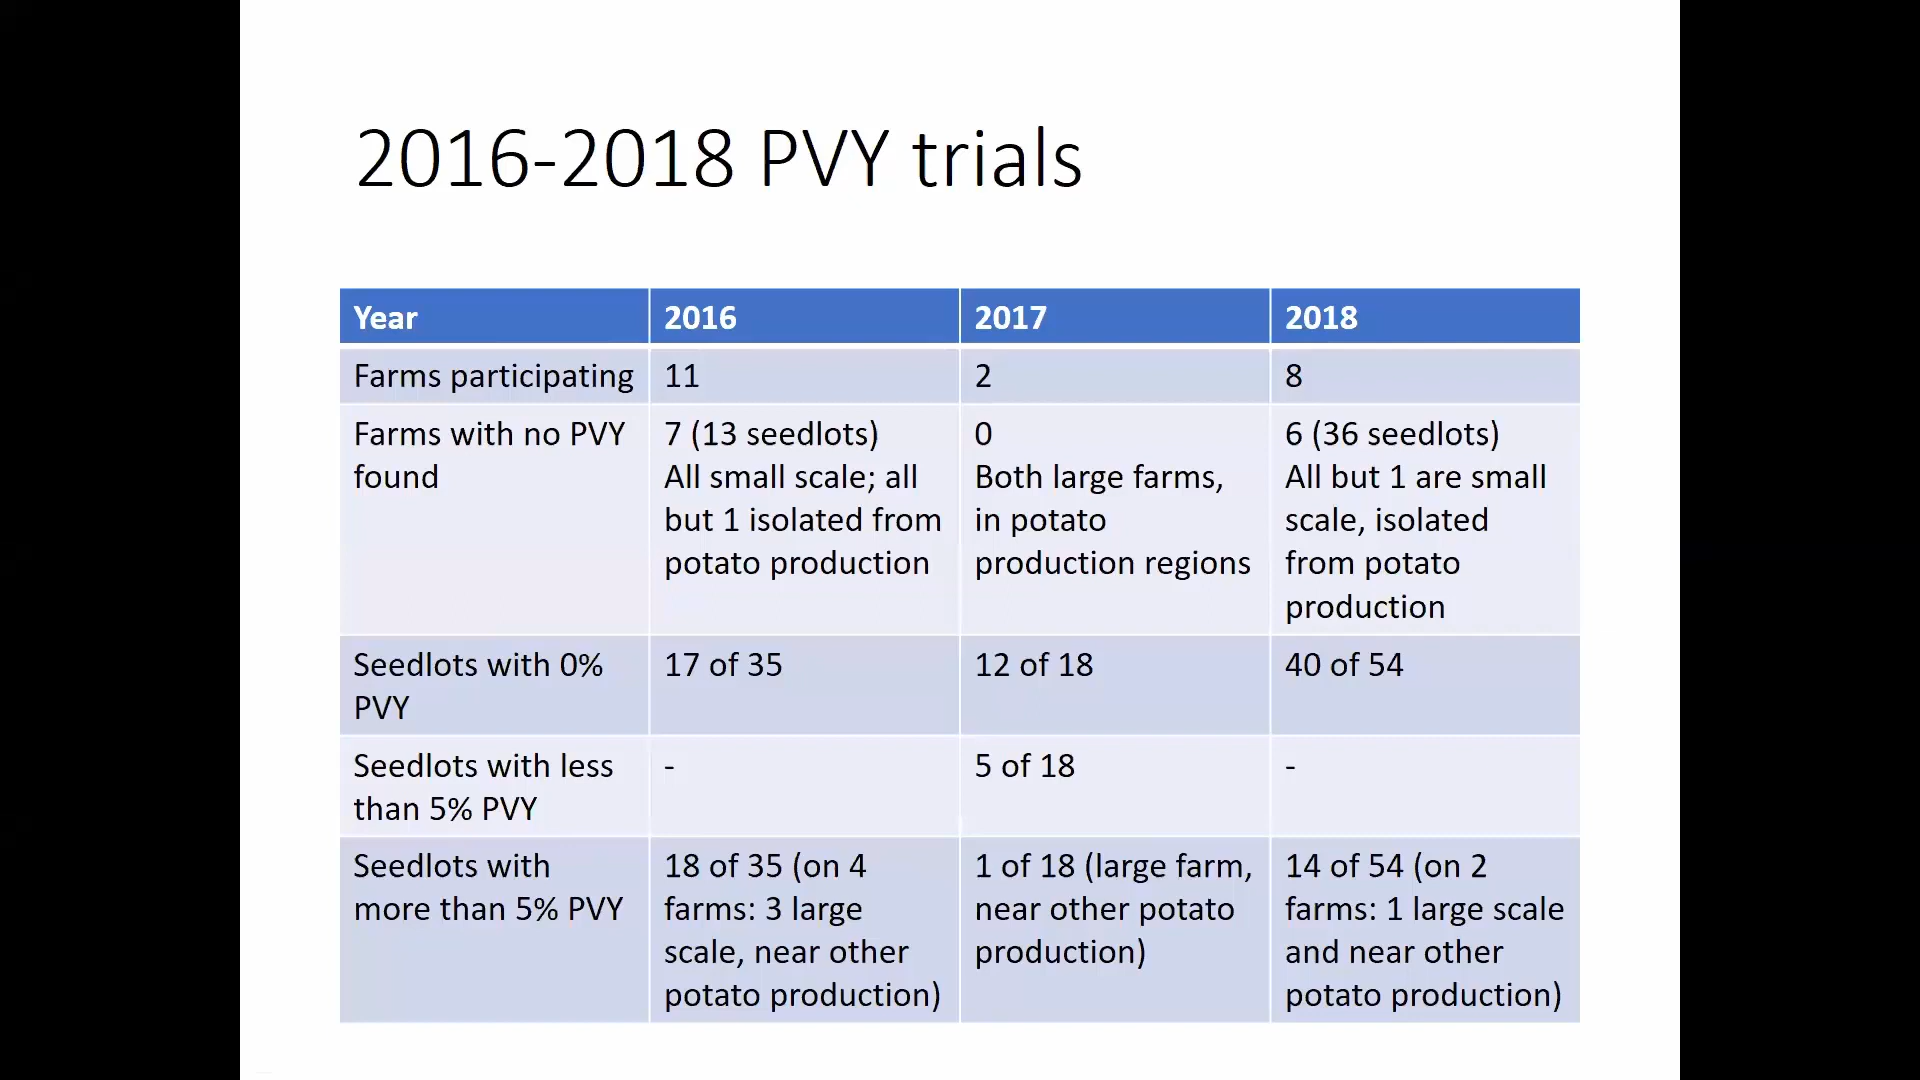 2016-2018 PVY trials
Year
2016
2017
2018
Farms participating
11
2
8
Farms with no PVY
found
7 (13 seedlots)
All small scale; all
but 1 isolated from
potato production
0
Both large farms,
in potato
production regions
6 (36 seedlots)
All but 1 are small
scale, isolated
from potato
production
Seedlots with 0%
PVY
17 of 35
12 of 18
40 of 54
Seedlots with less
than 5% PVY
-
5 of 18
-
Seedlots with
more than 5% PVY
18 of 35 (on 4
farms: 3 large
scale, near other
potato production)
1 of 18 (large farm,
near other potato
production)
14 of 54 (on 2
farms: 1 large scale
and near other
potato production)